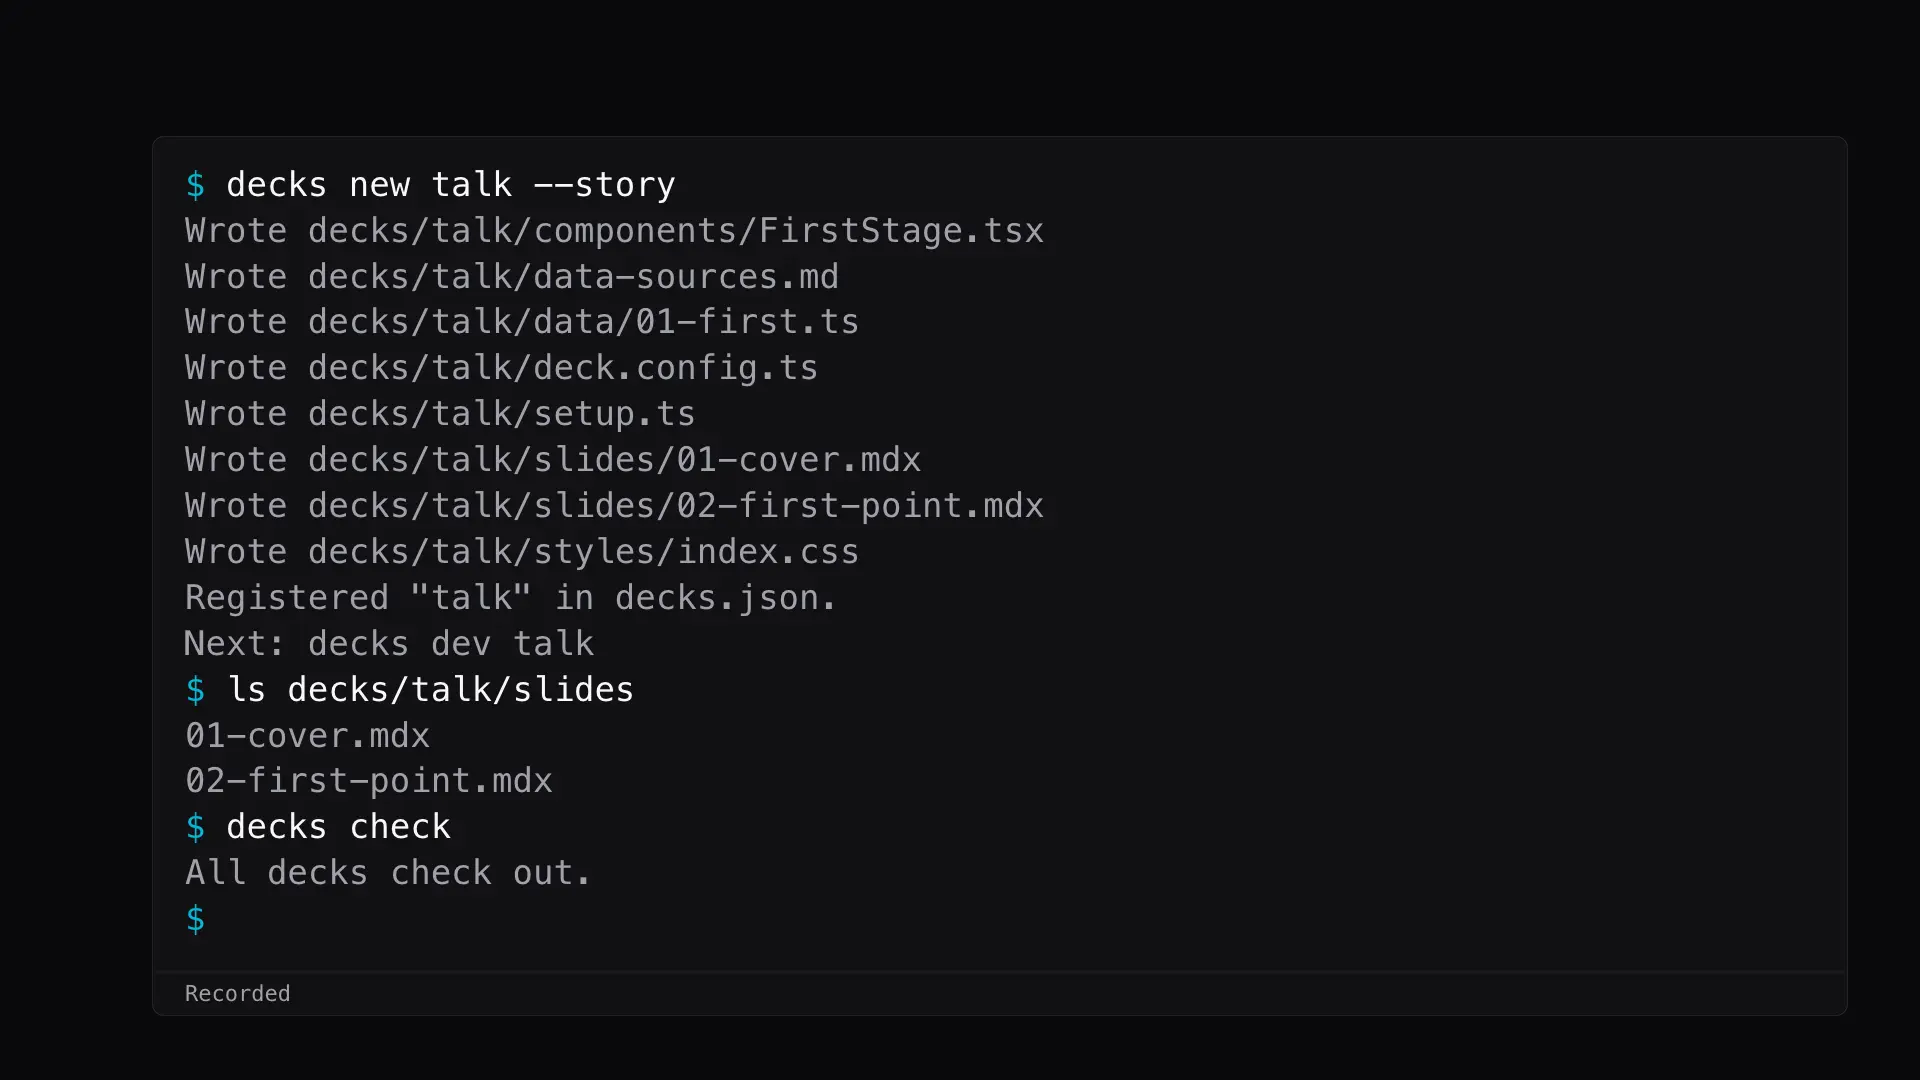 $ decks new talk --story
Wrote decks/talk/components/FirstStage.tsx
Wrote decks/talk/data-sources.md
Wrote decks/talk/data/01-first.ts
Wrote decks/talk/deck.config.ts
Wrote decks/talk/setup.ts
Wrote decks/talk/slides/01-cover.mdx
Wrote decks/talk/slides/02-first-point.mdx
Wrote decks/talk/styles/index.css
Registered "talk" in decks.json.
Next: decks dev talk
$ ls decks/talk/slides
01-cover.mdx
02-first-point.mdx
$ decks check
All decks check out.
$
Recorded